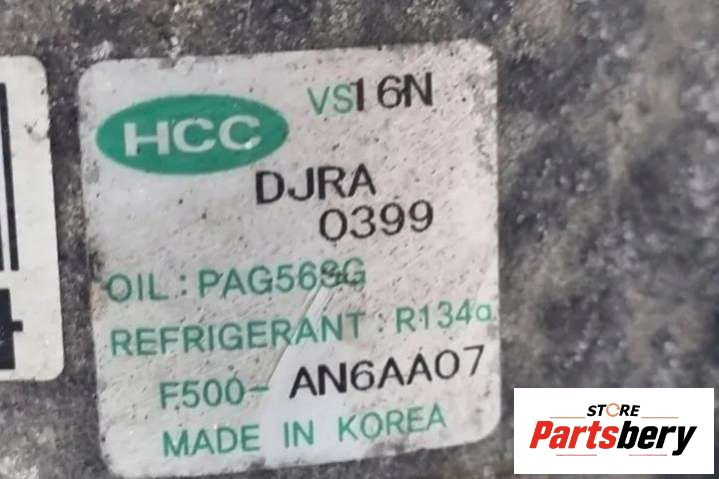 HCC
VS16N
DJRA
0399
OIL : PAG56SG
REFRIGERANT : R134a
F500-AN6AA07
MADE IN KOREA
STORE
Partsbery